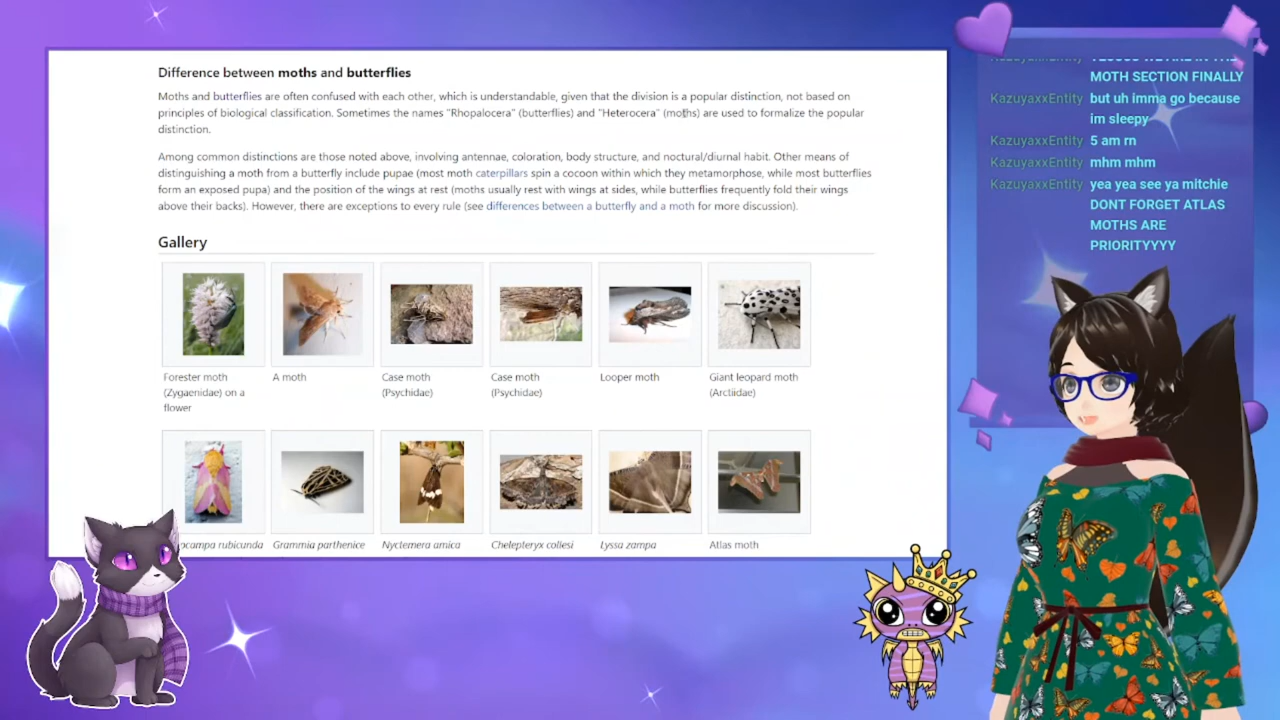 Difference between moths and butterflies
Moths and butterflies are often confused with each other, which is understandable, given that the division is a popular distinction, not based on
principles of biological classification. Sometimes the names "Rhopalocera" (butterflies) and "Heterocera" (moths) are used to formalize the popular
distinction.
Among common distinctions are those noted above, involving antennae, coloration, body structure, and noctural/diurnal habit. Other means of
distinguishing a moth from a butterfly include pupae (most moth caterpillars spin a cocoon within which they metamorphose, while most butterflies
form an exposed pupa) and the position of the wings at rest (moths usually rest with wings at sides, while butterflies frequently fold their wings
above their backs). However, there are exceptions to every rule (see differences between a butterfly and a moth for more discussion).
Gallery
Forester moth
(Zygaenidae) on a
flower
A moth
Case moth
(Psychidae)
Case moth
(Psychidae)
Looper moth
Giant leopard moth
(Arctiidae)
ocampa rubicunda
Grammia parthenice
Nyctemera amica
Chelepteryx collesi
Lyssa zampa
Atlas moth
MOTH SECTION FINALLY
KazuyaxxEntity but uh imma go because
im sleepy
KazuyaxxEntity 5 am rn
KazuyaxxEntity mhm mhm
KazuyaxxEntity yea yea see ya mitchie
DONT FORGET ATLAS
MOTHS ARE
PRIORITYYYY